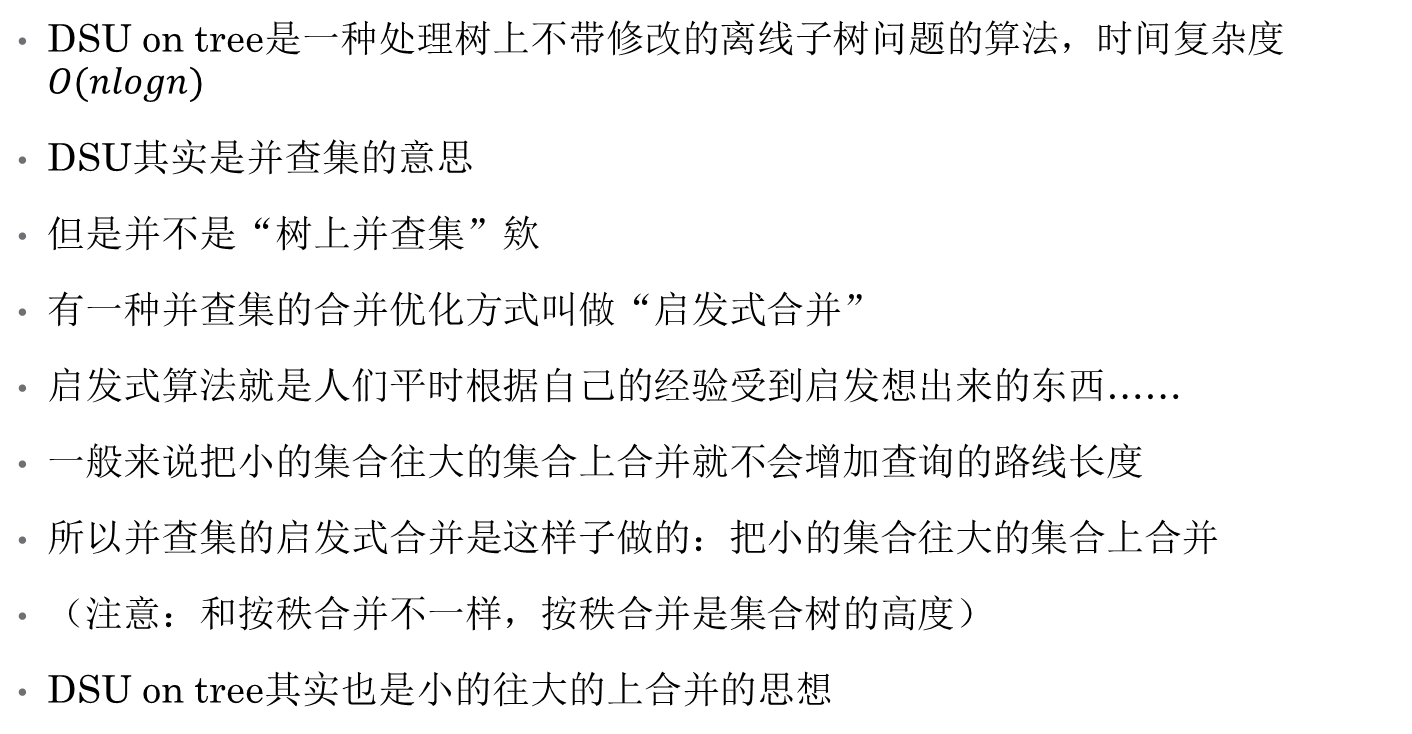 • DSU on tree是一种处理树上不带修改的离线子树问题的算法，时间复杂度
O(nlogn)
• DSU其实是并查集的意思
• 但是并不是“树上并查集”欸
• 有一种并查集的合并优化方式叫做“启发式合并”
• 启发式算法就是人们平时根据自己的经验受到启发想出来的东西……
• 一般来说把小的集合往大的集合上合并就不会增加查询的路线长度
• 所以并查集的启发式合并是这样子做的：把小的集合往大的集合上合并
• （注意：和按秩合并不一样，按秩合并是集合树的高度）
• DSU on tree其实也是小的往大的上合并的思想